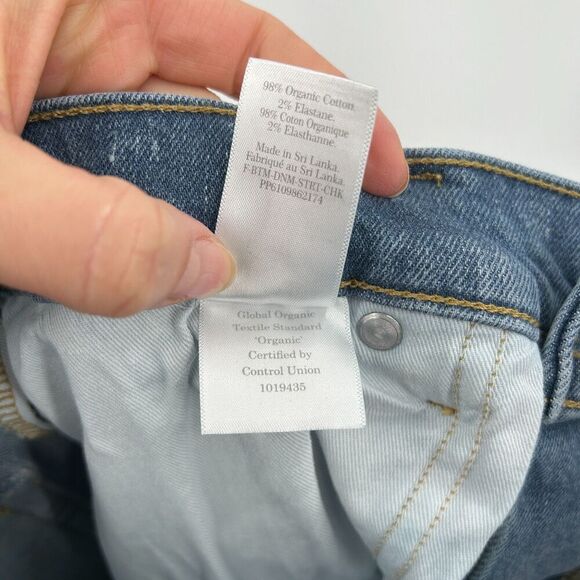 98% Organic Cotton
2% Elastane.
98% Coton Organique
2% Elasthanne.
Made in Sri Lanka.
Fabriqué au Sri Lanka.
F-BTM-DNM-STRT-CHK
PP6109862174
Global Organic
Textile Standard
'Organic'
Certified by
Control Union
1019435